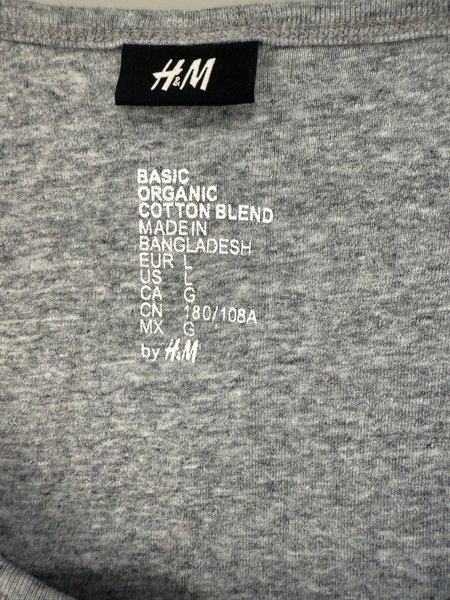 H&M
BASIC
ORGANIC
COTTON BLEND
MADE IN
BANGLADESH
EUR L
US L
CA G
CN 180/108A
MX G
by H&M